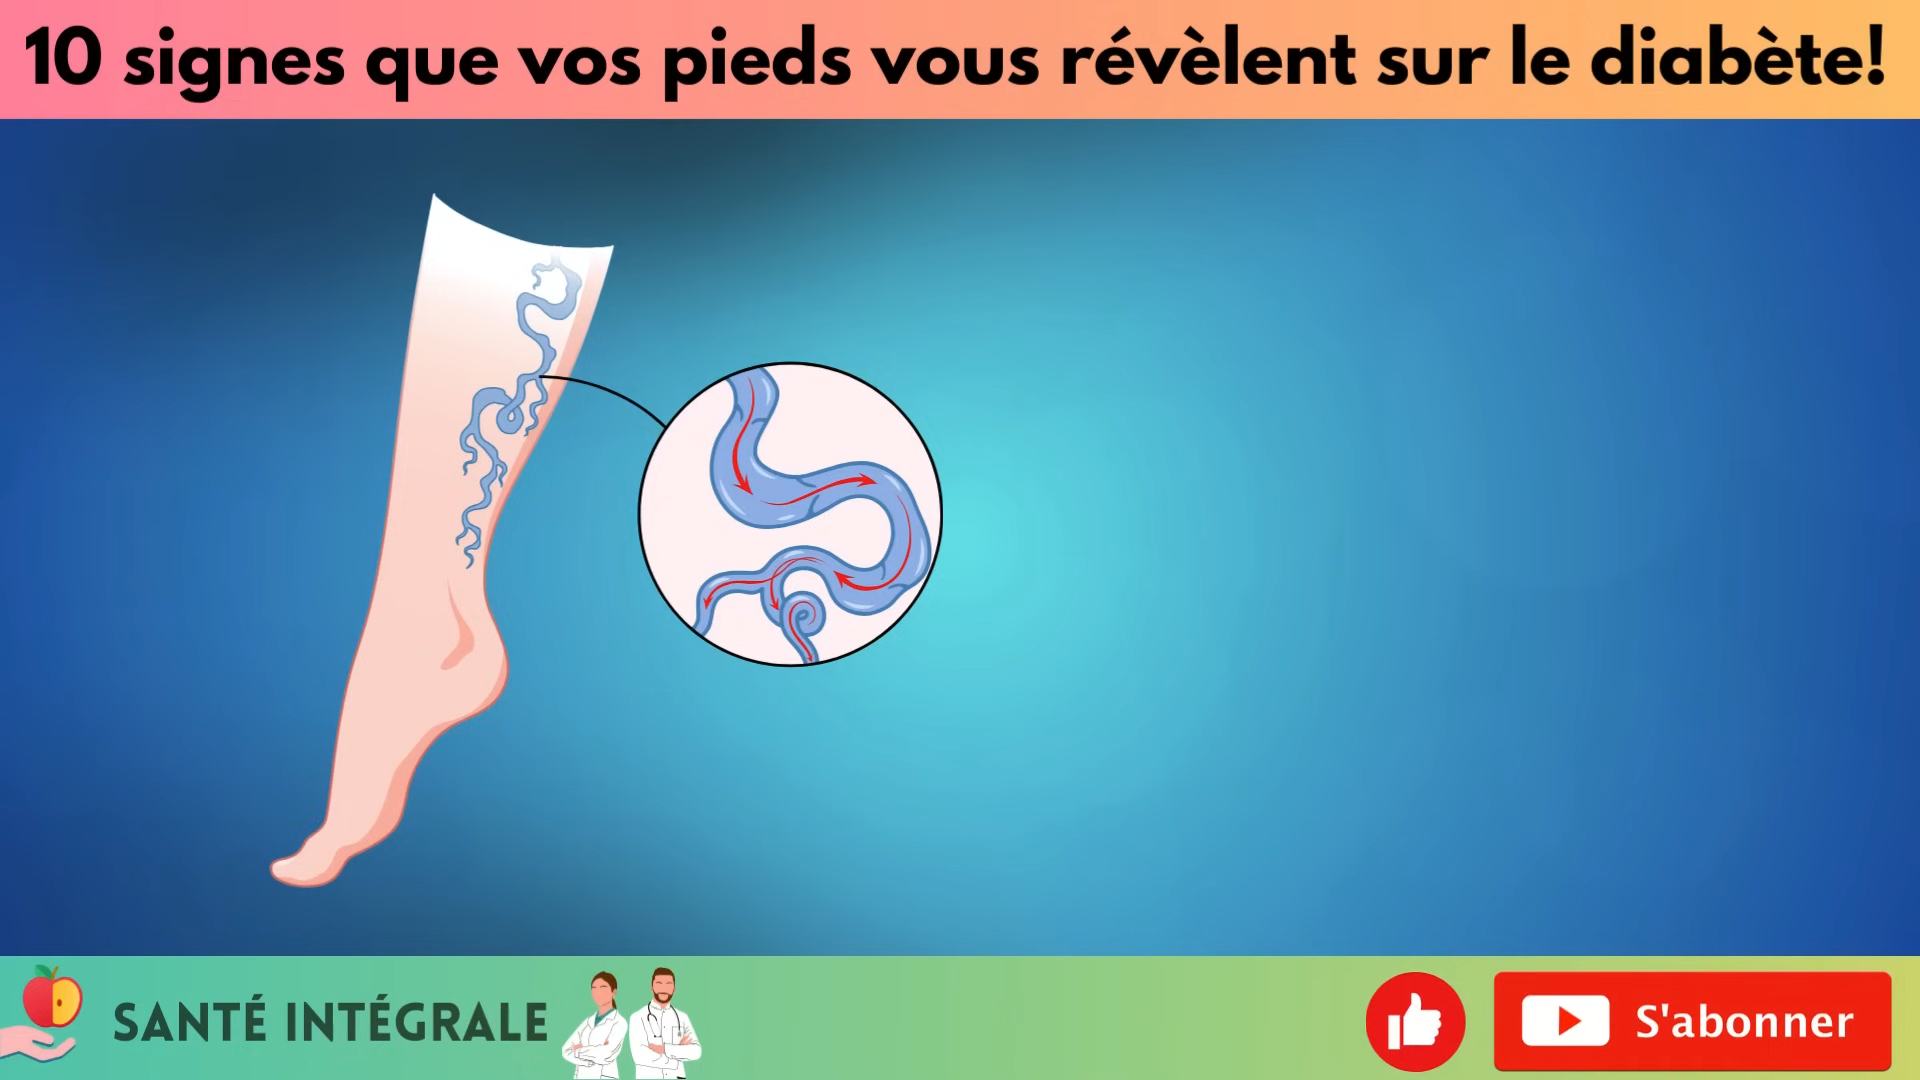 10 signes que vos pieds vous révèlent sur le diabète!
SANTÉ INTÉGRALE
S'abonner